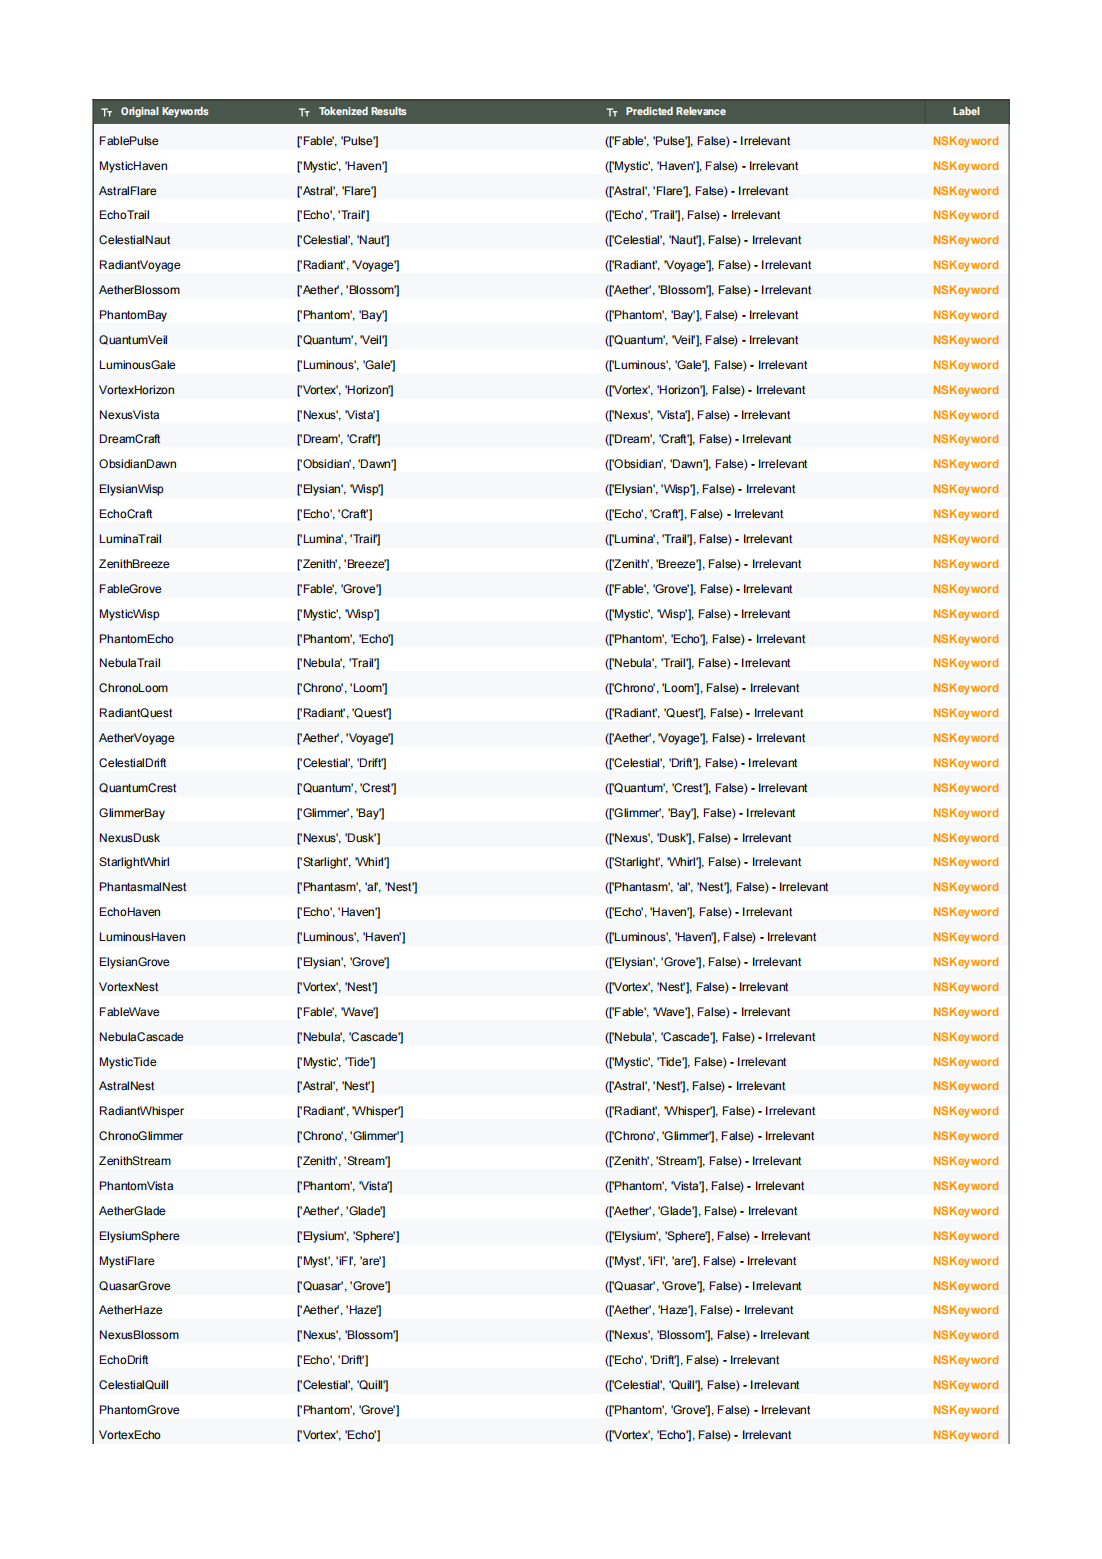 Original Keywords Tokenized Results Predicted Relevance Label
FablePulse ['Fable', 'Pulse'] (['Fable', 'Pulse'], False) - Irrelevant NSKeyword
MysticHaven ['Mystic', 'Haven'] (['Mystic', 'Haven'], False) - Irrelevant NSKeyword
AstralFlare ['Astral', 'Flare'] (['Astral', 'Flare'], False) - Irrelevant NSKeyword
EchoTrail ['Echo', 'Trail'] (['Echo', 'Trail'], False) - Irrelevant NSKeyword
CelestialNaut ['Celestial', 'Naut'] (['Celestial', 'Naut'], False) - Irrelevant NSKeyword
RadiantVoyage ['Radiant', 'Voyage'] (['Radiant', 'Voyage'], False) - Irrelevant NSKeyword
AetherBlossom ['Aether', 'Blossom'] (['Aether', 'Blossom'], False) - Irrelevant NSKeyword
PhantomBay ['Phantom', 'Bay'] (['Phantom', 'Bay'], False) - Irrelevant NSKeyword
QuantumVeil ['Quantum', 'Veil'] (['Quantum', 'Veil'], False) - Irrelevant NSKeyword
LuminousGale ['Luminous', 'Gale'] (['Luminous', 'Gale'], False) - Irrelevant NSKeyword
VortexHorizon ['Vortex', 'Horizon'] (['Vortex', 'Horizon'], False) - Irrelevant NSKeyword
NexusVista ['Nexus', 'Vista'] (['Nexus', 'Vista'], False) - Irrelevant NSKeyword
DreamCraft ['Dream', 'Craft'] (['Dream', 'Craft'], False) - Irrelevant NSKeyword
ObsidianDawn ['Obsidian', 'Dawn'] (['Obsidian', 'Dawn'], False) - Irrelevant NSKeyword
ElysianWisp ['Elysian', 'Wisp'] (['Elysian', 'Wisp'], False) - Irrelevant NSKeyword
EchoCraft ['Echo', 'Craft'] (['Echo', 'Craft'], False) - Irrelevant NSKeyword
LuminaTrail ['Lumina', 'Trail'] (['Lumina', 'Trail'], False) - Irrelevant NSKeyword
ZenithBreeze ['Zenith', 'Breeze'] (['Zenith', 'Breeze'], False) - Irrelevant NSKeyword
FableGrove ['Fable', 'Grove'] (['Fable', 'Grove'], False) - Irrelevant NSKeyword
MysticWisp ['Mystic', 'Wisp'] (['Mystic', 'Wisp'], False) - Irrelevant NSKeyword
PhantomEcho ['Phantom', 'Echo'] (['Phantom', 'Echo'], False) - Irrelevant NSKeyword
NebulaTrail ['Nebula', 'Trail'] (['Nebula', 'Trail'], False) - Irrelevant NSKeyword
ChronoLoom ['Chrono', 'Loom'] (['Chrono', 'Loom'], False) - Irrelevant NSKeyword
RadiantQuest ['Radiant', 'Quest'] (['Radiant', 'Quest'], False) - Irrelevant NSKeyword
AetherVoyage ['Aether', 'Voyage'] (['Aether', 'Voyage'], False) - Irrelevant NSKeyword
CelestialDrift ['Celestial', 'Drift'] (['Celestial', 'Drift'], False) - Irrelevant NSKeyword
QuantumCrest ['Quantum', 'Crest'] (['Quantum', 'Crest'], False) - Irrelevant NSKeyword
GlimmerBay ['Glimmer', 'Bay'] (['Glimmer', 'Bay'], False) - Irrelevant NSKeyword
NexusDusk ['Nexus', 'Dusk'] (['Nexus', 'Dusk'], False) - Irrelevant NSKeyword
StarlightWhirl ['Starlight', 'Whirl'] (['Starlight', 'Whirl'], False) - Irrelevant NSKeyword
PhantasmalNest ['Phantasm', 'al', 'Nest'] (['Phantasm', 'al', 'Nest'], False) - Irrelevant NSKeyword
EchoHaven ['Echo', 'Haven'] (['Echo', 'Haven'], False) - Irrelevant NSKeyword
LuminousHaven ['Luminous', 'Haven'] (['Luminous', 'Haven'], False) - Irrelevant NSKeyword
ElysianGrove ['Elysian', 'Grove'] (['Elysian', 'Grove'], False) - Irrelevant NSKeyword
VortexNest ['Vortex', 'Nest'] (['Vortex', 'Nest'], False) - Irrelevant NSKeyword
FableWave ['Fable', 'Wave'] (['Fable', 'Wave'], False) - Irrelevant NSKeyword
NebulaCascade ['Nebula', 'Cascade'] (['Nebula', 'Cascade'], False) - Irrelevant NSKeyword
MysticTide ['Mystic', 'Tide'] (['Mystic', 'Tide'], False) - Irrelevant NSKeyword
AstralNest ['Astral', 'Nest'] (['Astral', 'Nest'], False) - Irrelevant NSKeyword
RadiantWhisper ['Radiant', 'Whisper'] (['Radiant', 'Whisper'], False) - Irrelevant NSKeyword
ChronoGlimmer ['Chrono', 'Glimmer'] (['Chrono', 'Glimmer'], False) - Irrelevant NSKeyword
ZenithStream ['Zenith', 'Stream'] (['Zenith', 'Stream'], False) - Irrelevant NSKeyword
PhantomVista ['Phantom', 'Vista'] (['Phantom', 'Vista'], False) - Irrelevant NSKeyword
AetherGlade ['Aether', 'Glade'] (['Aether', 'Glade'], False) - Irrelevant NSKeyword
ElysiumSphere ['Elysium', 'Sphere'] (['Elysium', 'Sphere'], False) - Irrelevant NSKeyword
MystiFlare ['Myst', 'iFl', 'are'] (['Myst', 'iFl', 'are'], False) - Irrelevant NSKeyword
QuasarGrove ['Quasar', 'Grove'] (['Quasar', 'Grove'], False) - Irrelevant NSKeyword
AetherHaze ['Aether', 'Haze'] (['Aether', 'Haze'], False) - Irrelevant NSKeyword
NexusBlossom ['Nexus', 'Blossom'] (['Nexus', 'Blossom'], False) - Irrelevant NSKeyword
EchoDrift ['Echo', 'Drift'] (['Echo', 'Drift'], False) - Irrelevant NSKeyword
CelestialQuill ['Celestial', 'Quill'] (['Celestial', 'Quill'], False) - Irrelevant NSKeyword
PhantomGrove ['Phantom', 'Grove'] (['Phantom', 'Grove'], False) - Irrelevant NSKeyword
VortexEcho ['Vortex', 'Echo'] (['Vortex', 'Echo'], False) - Irrelevant NSKeyword